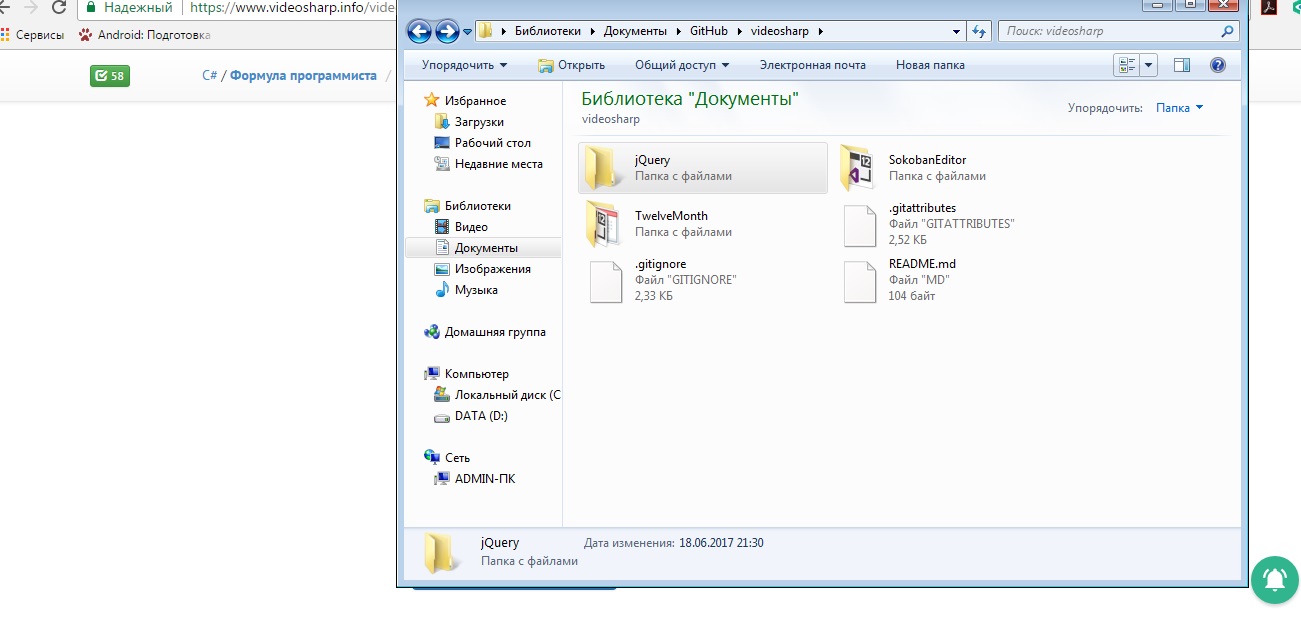 Надежный https://www.videosharp.info/vide
Сервисы Android: Подготовка
58 C# / Формула программиста /
Библиотеки Документы GitHub videosharp
Поиск: videosharp
Упорядочить Открыть Общий доступ Электронная почта Новая папка
Избранное
Загрузки
Рабочий стол
Недавние места
Библиотеки
Видео
Документы
Изображения
Музыка
Домашняя группа
Компьютер
Локальный диск (C
DATA (D:)
Сеть
ADMIN-ПК
Библиотека "Документы"
videosharp
Упорядочить: Папка
jQuery
Папка с файлами
SokobanEditor
Папка с файлами
TwelveMonth
Папка с файлами
.gitattributes
Файл "GITATTRIBUTES"
2,52 КБ
.gitignore
Файл "GITIGNORE"
2,33 КБ
README.md
Файл "MD"
104 байт
jQuery Дата изменения: 18.06.2017 21:30
Папка с файлами